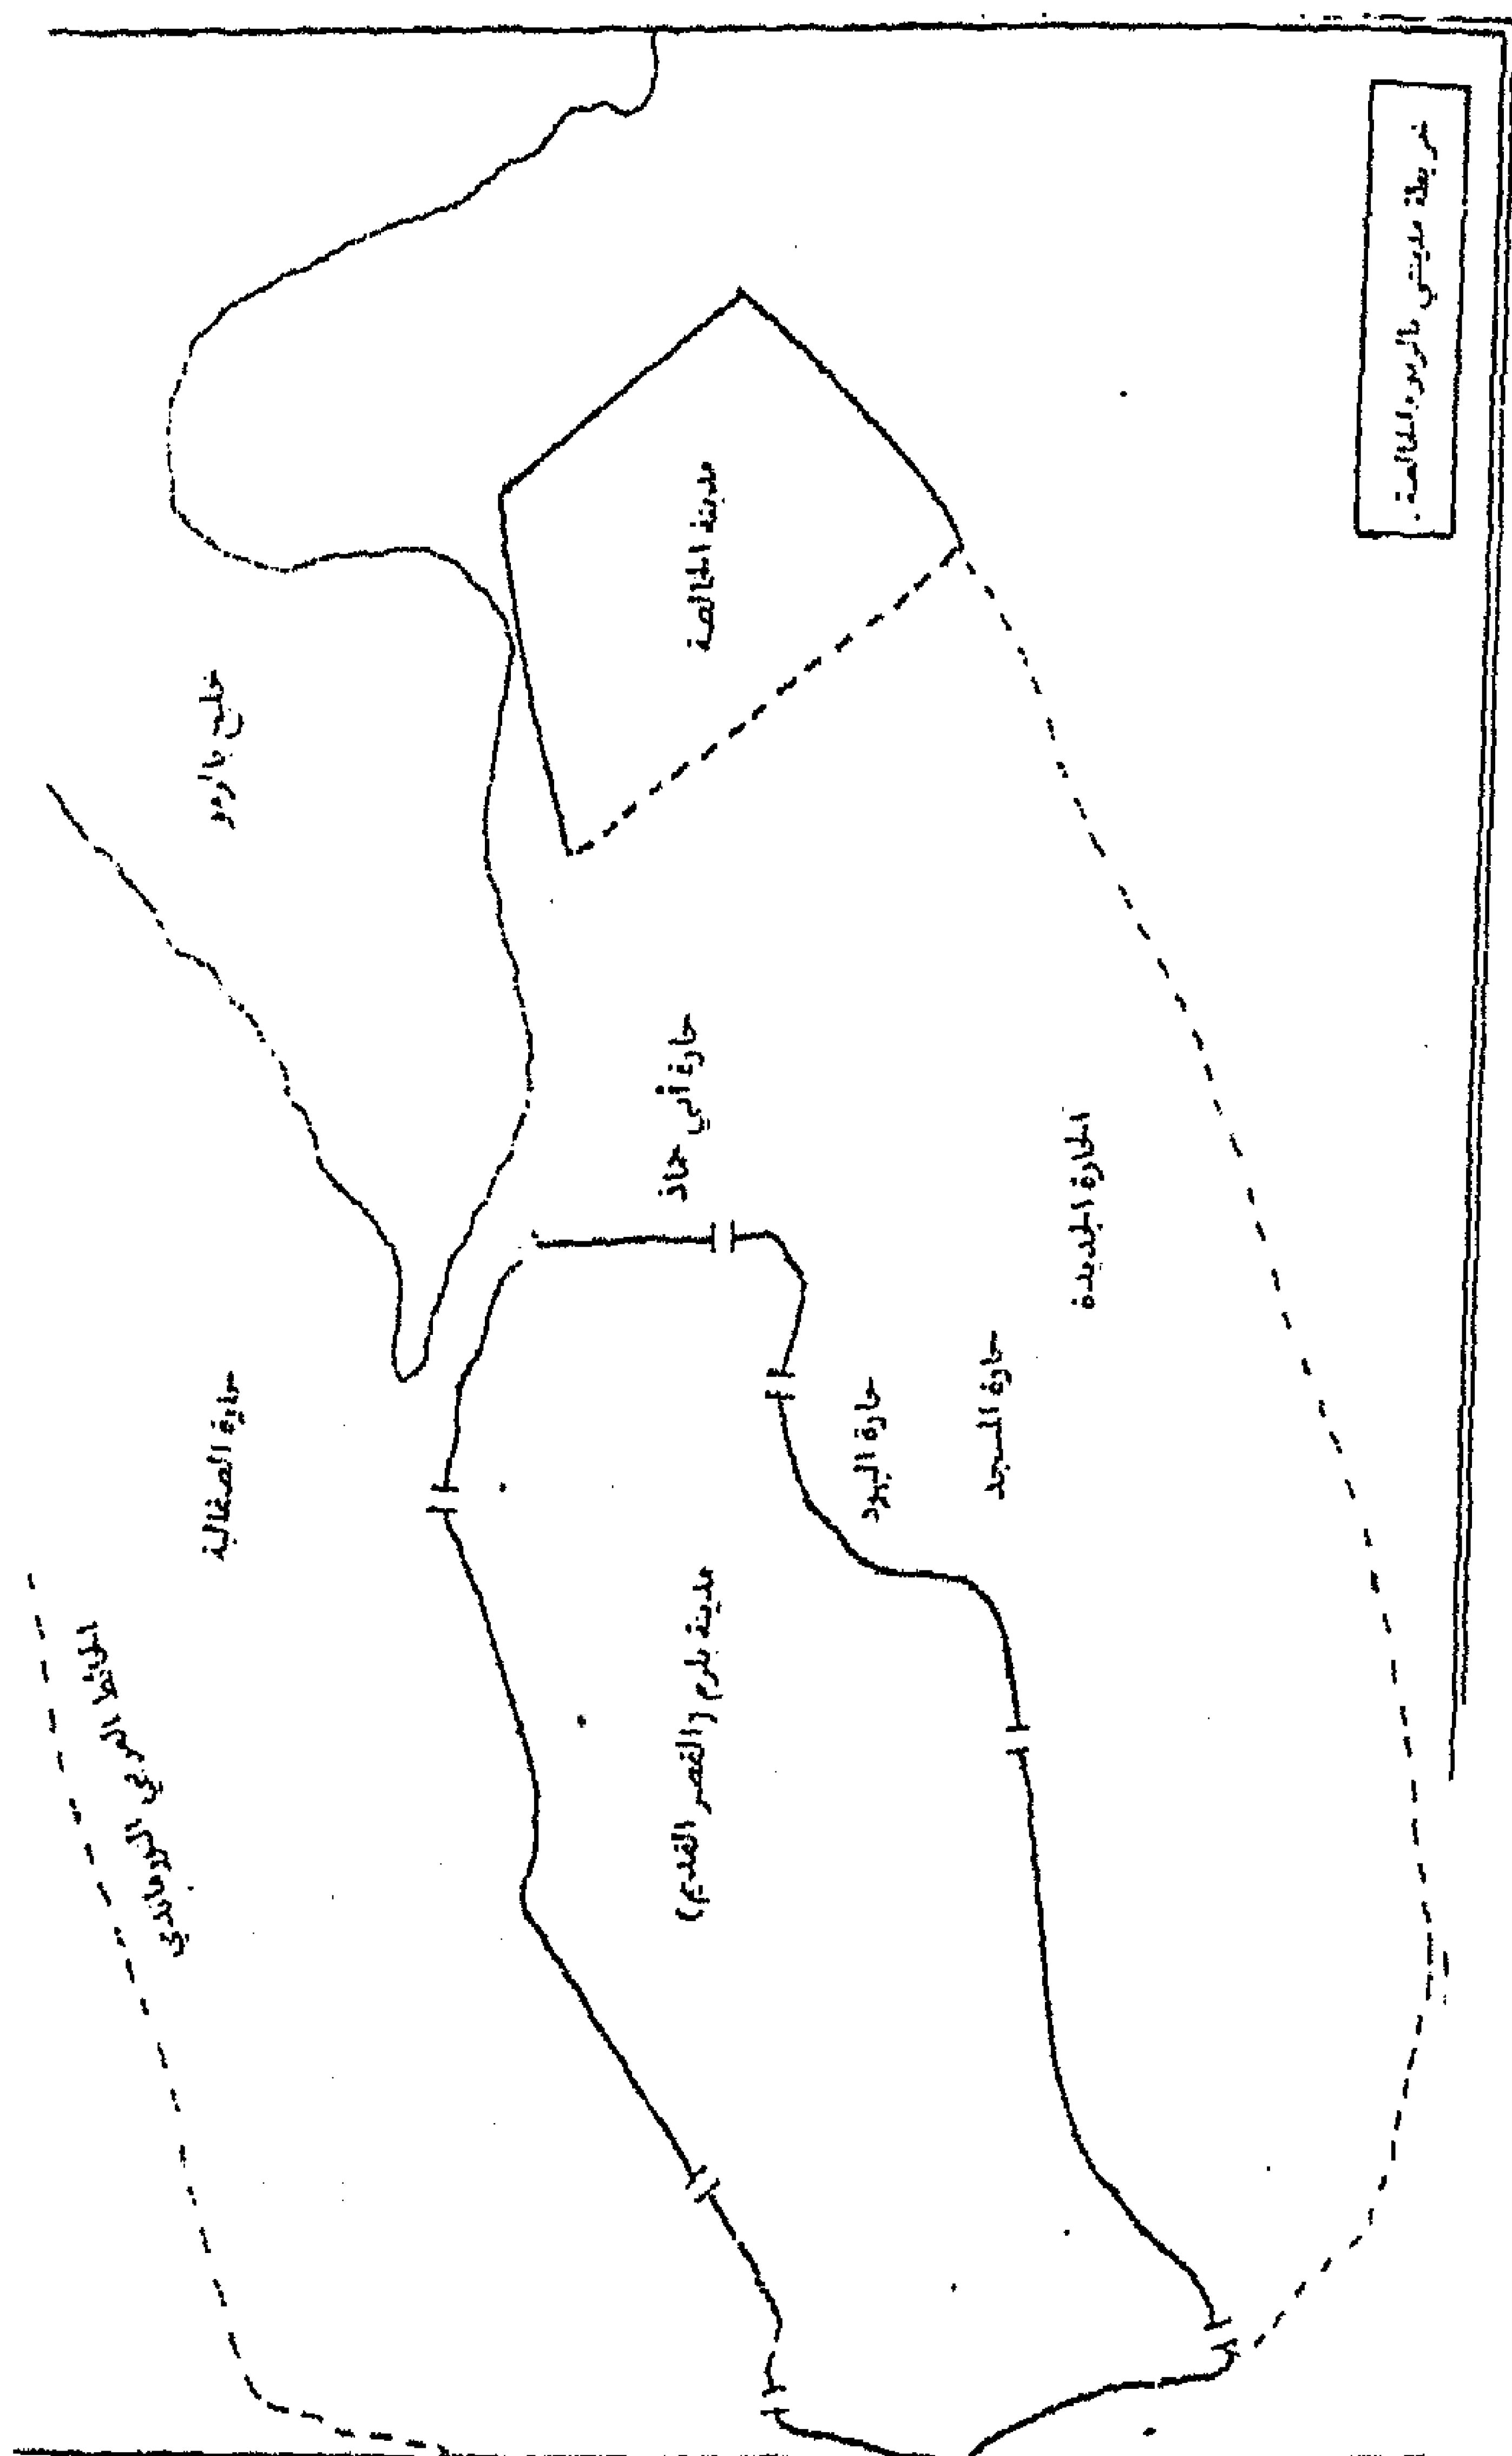 خريطة مدينتي بالرمو والخالصة.
مدينة الخالصة
خليج بالرمو
حارة أبي حماز
الحارة الجديدة
حارة المسجد
حارة اليهود
حارة الصقالبة
مدينة بلرم (القصر القديم)
الحائط العربي النورماندي